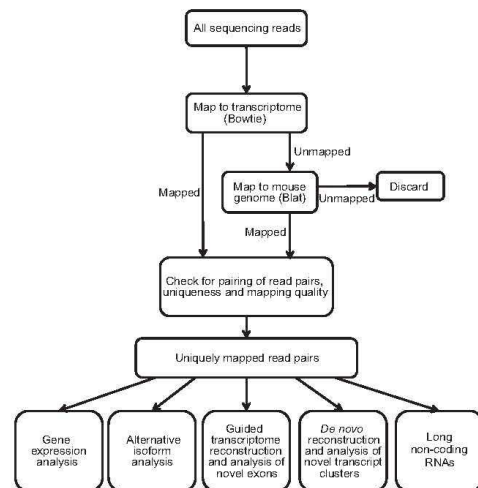 All sequencing reads
Map to transcriptome
(Bowtie)
Unmapped
Mapped
Map to mouse
genome (Blat)
Unmapped
Discard
Mapped
Check for pairing of read pairs,
uniqueness and mapping quality
Uniquely mapped read pairs
Gene
expression
analysis
Alternative
isoform
analysis
Guided
transcriptome
reconstruction
and analysis of
novel exons
De novo
reconstruction
and analysis of
novel transcript
clusters
Long
non-coding
RNAs